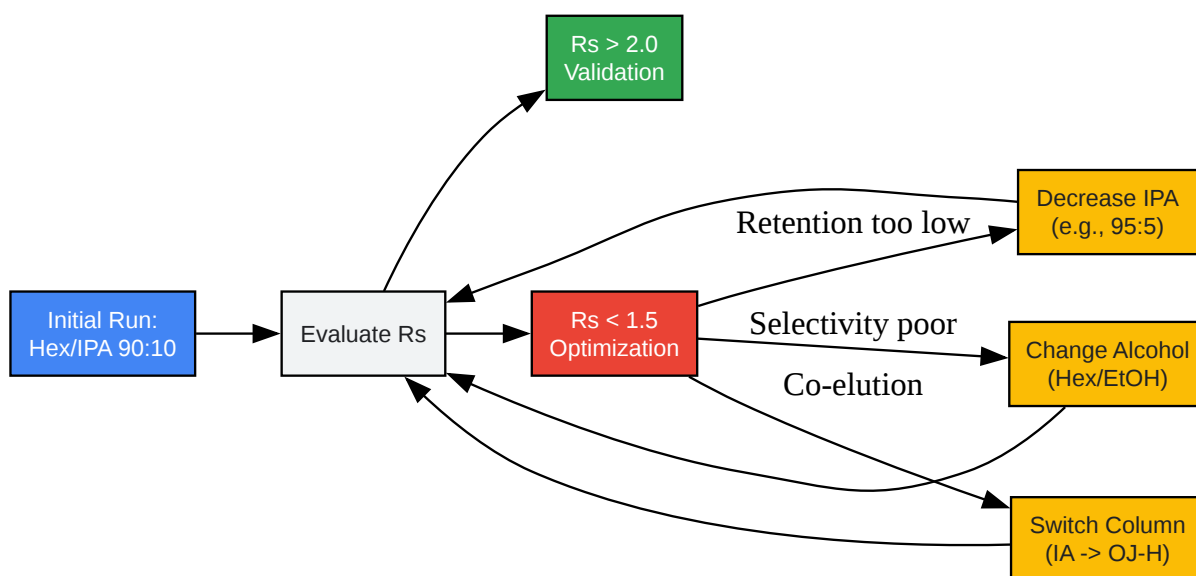 Rs > 2.0
Validation
Decrease IPA
(e.g., 95:5)
Retention too low
Initial Run:
Hex/IPA 90:10
Evaluate Rs
Rs < 1.5
Optimization
Selectivity poor
Change Alcohol
(Hex/EtOH)
Co-elution
Switch Column
(IA -> OJ-H)